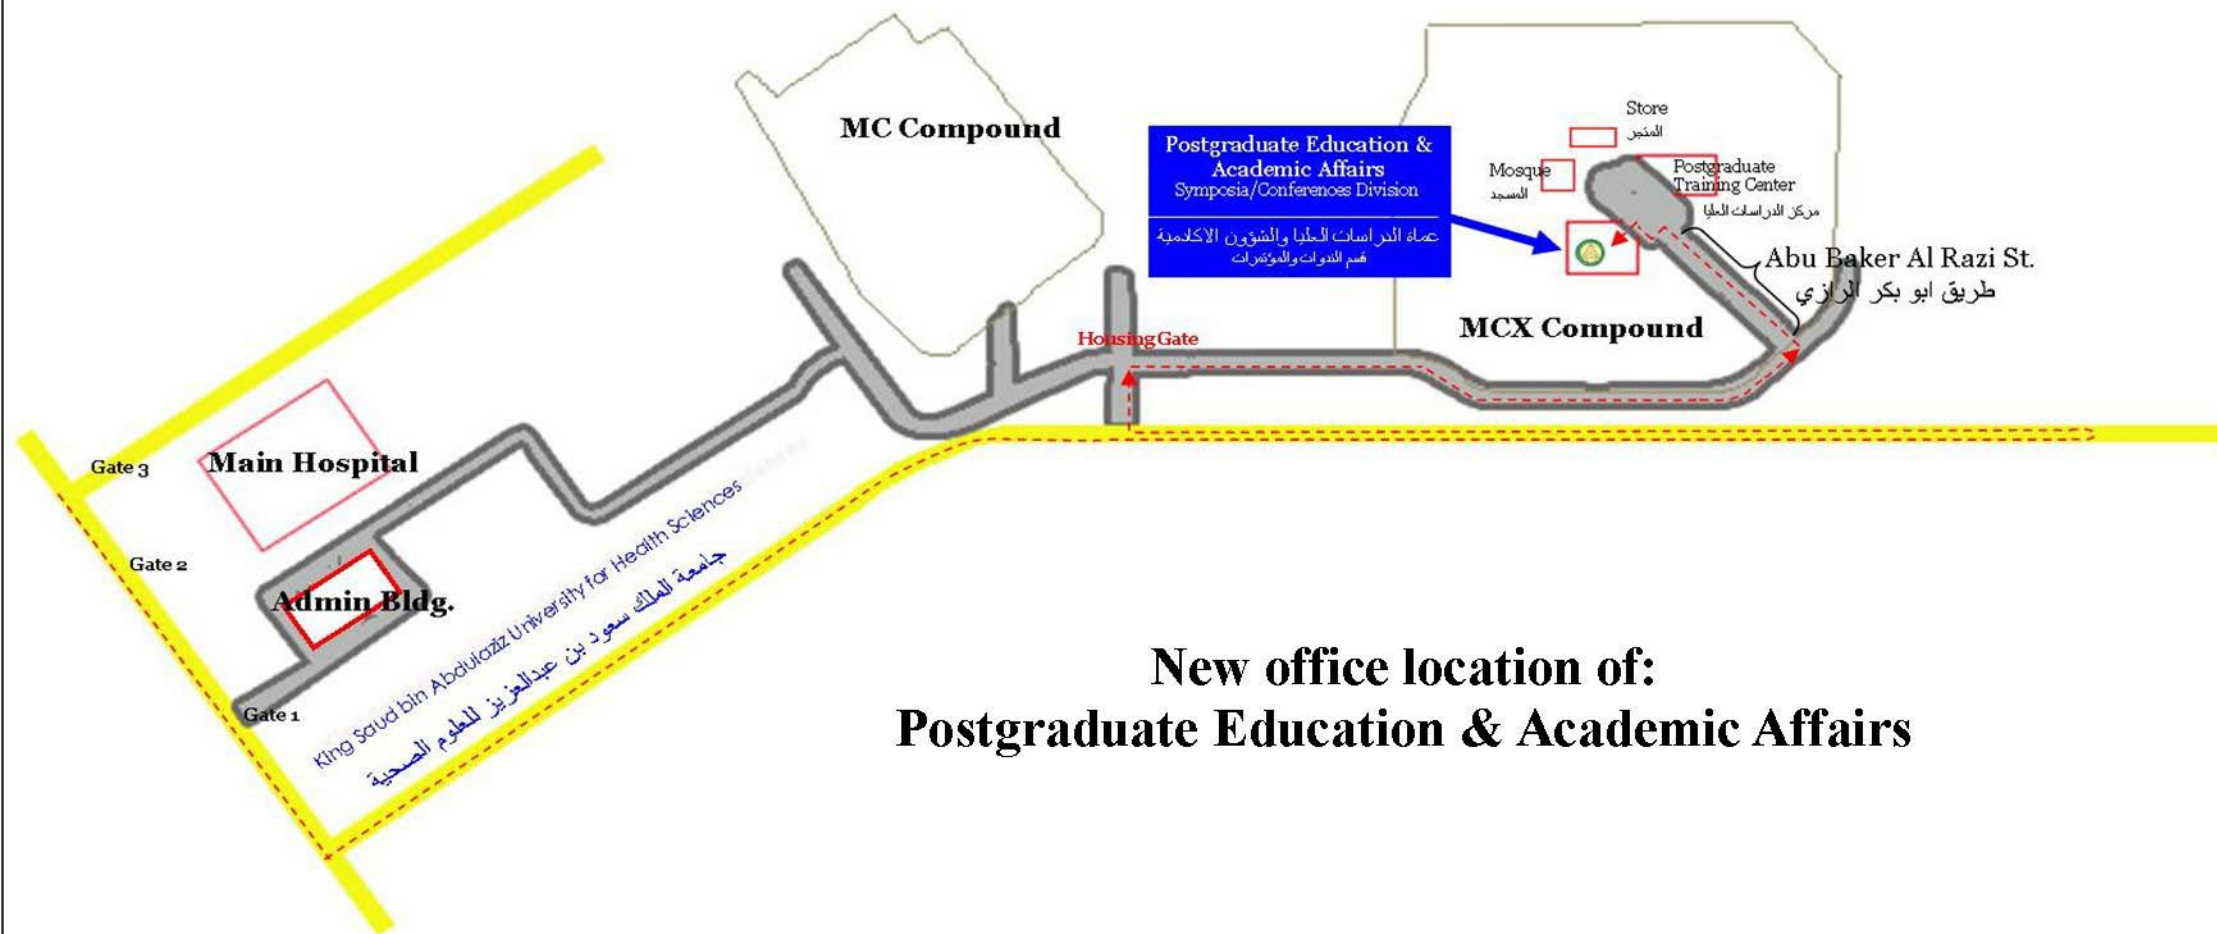 MC Compound
Postgraduate Education &
Academic Affairs
Symposia/Conferences Division
عماة الدراسات العليا والشؤون الاكادمية
قسم الندوات والمؤتمرات
Store
المتجر
Mosque
المسجد
Postgraduate
Training Center
مركز الدراسات العليا
Abu Baker Al Razi St.
طريق ابو بكر الرازي
MCX Compound
Housing Gate
Gate 3
Main Hospital
Gate 2
Admin Bldg.
Gate 1
King Saud bin Abdulaziz University for Health Sciences
جامعة الملك سعود بن عبدالعزيز للعلوم الصحية
New office location of:
Postgraduate Education & Academic Affairs